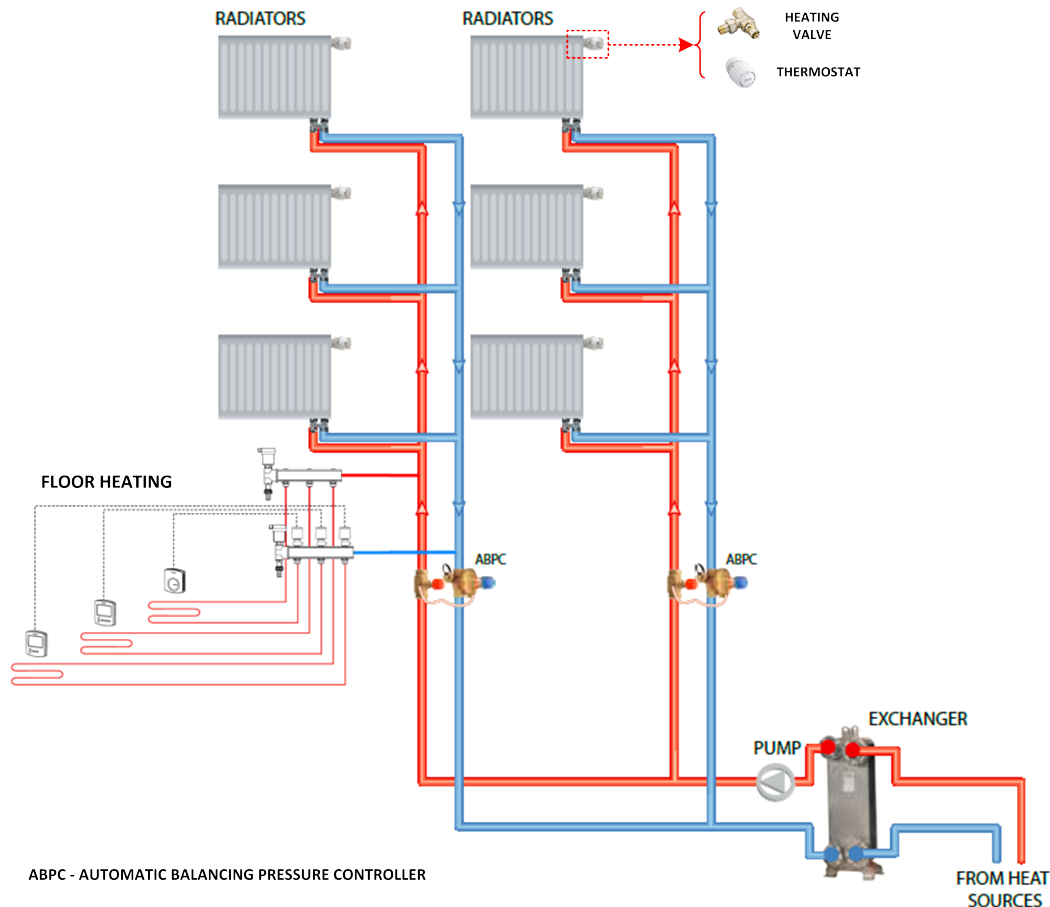 RADIATORS
RADIATORS
HEATING
VALVE
THERMOSTAT
FLOOR HEATING
ABPC
ABPC
EXCHANGER
PUMP
ABPC - AUTOMATIC BALANCING PRESSURE CONTROLLER
FROM HEAT
SOURCES